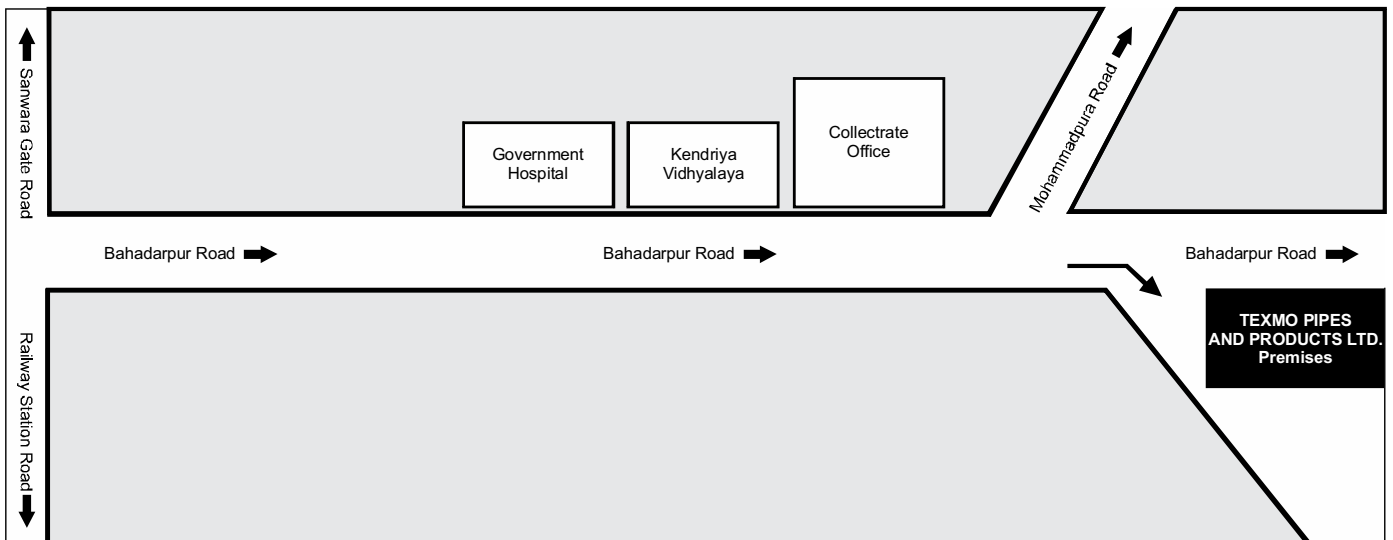 Sanwara Gate Road
Mohammadpura Road
Collectrate
Office
Government
Hospital
Kendriya
Vidhyalaya
Bahadarpur Road
Bahadarpur Road
Bahadarpur Road
Railway Station Road
TEXMO PIPES
AND PRODUCTS LTD.
Premises